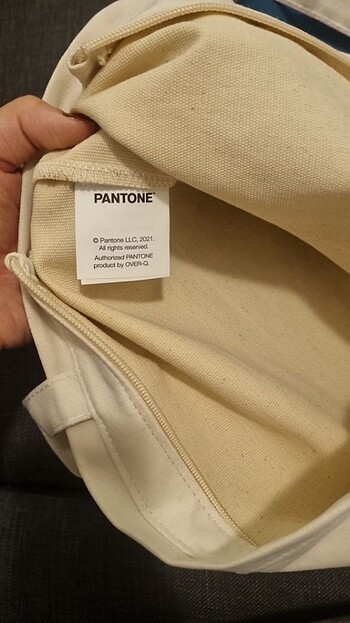 PANTONE®
© Pantone LLC, 2021.
All rights reserved.
Authorized PANTONE
product by OVER-Q.